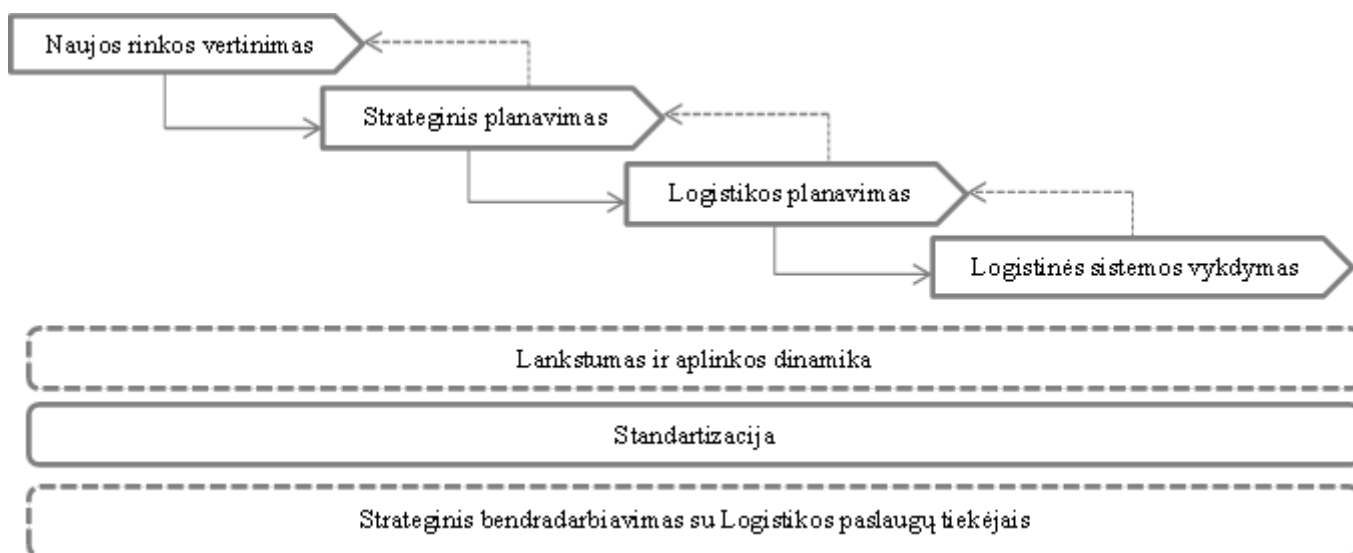 Naujos rinkos vertinimas
Strateginis planavimas
Logistikos planavimas
Logistinės sistemos vykdymas
Lankstumas ir aplinkos dinamika
Standartizacija
Strateginis bendradarbiavimas su Logistikos paslaugų tiekėjais